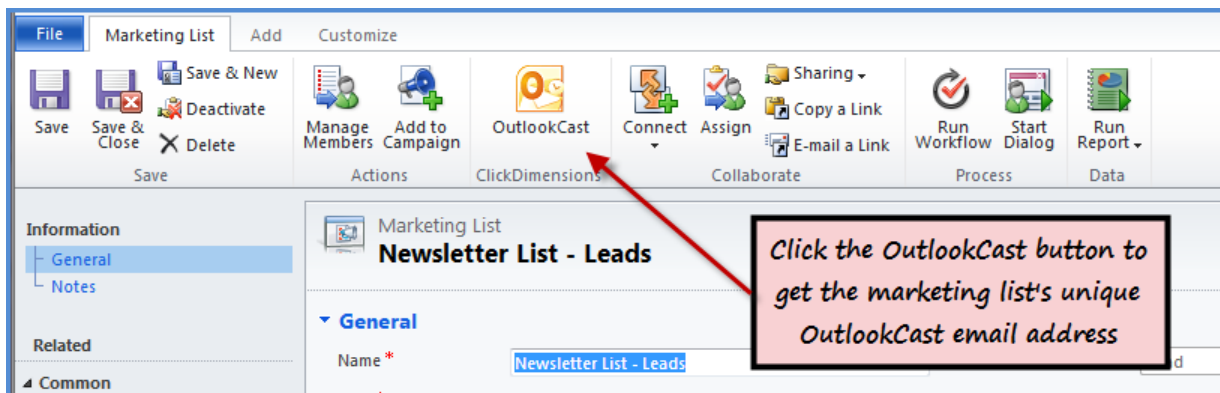 File Marketing List Add Customize
Save
Save &
Close
Save & New
Deactivate
Delete
Save
Manage
Members
Add to
Campaign
Actions
OutlookCast
ClickDimensions
Connect
Assign
Sharing
Copy a Link
E-mail a Link
Collaborate
Run
Workflow
Start
Dialog
Process
Run
Report
Data
Information
General
Notes
Related
Common
Marketing List
Newsletter List - Leads
General
Name *
Newsletter List - Leads
Click the OutlookCast button to
get the marketing list's unique
OutlookCast email address